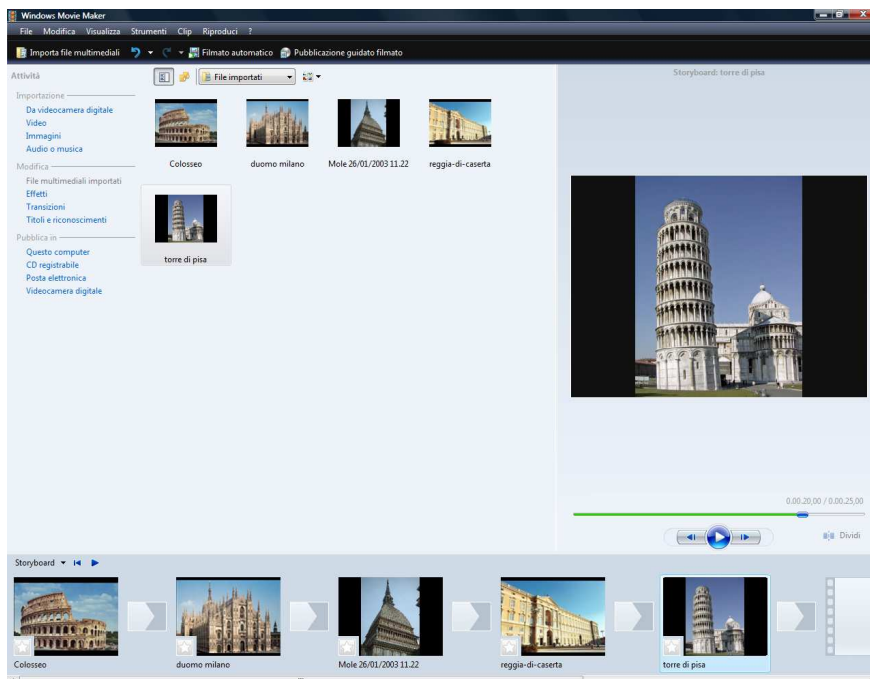 Windows Movie Maker
File Modifica Visualizza Strumenti Clip Riproduci ?
Importa file multimediali Filmato automatico Pubblicazione guidato filmato
Attività
File importati
Storyboard: torre di pisa
Importazione
Da videocamera digitale
Video
Immagini
Audio o musica
Colosseo duomo milano Mole 26/01/2003 11.22 reggia-di-caserta
Modifica
File multimediali importati
Effetti
Transizioni
Titoli e riconoscimenti
Pubblica in
Questo computer
CD registrabile
Posta elettronica
Videocamera digitale
torre di pisa
0.00.20,00 / 0.00.25,00
Dividi
Storyboard
Colosseo duomo milano Mole 26/01/2003 11.22 reggia-di-caserta torre di pisa